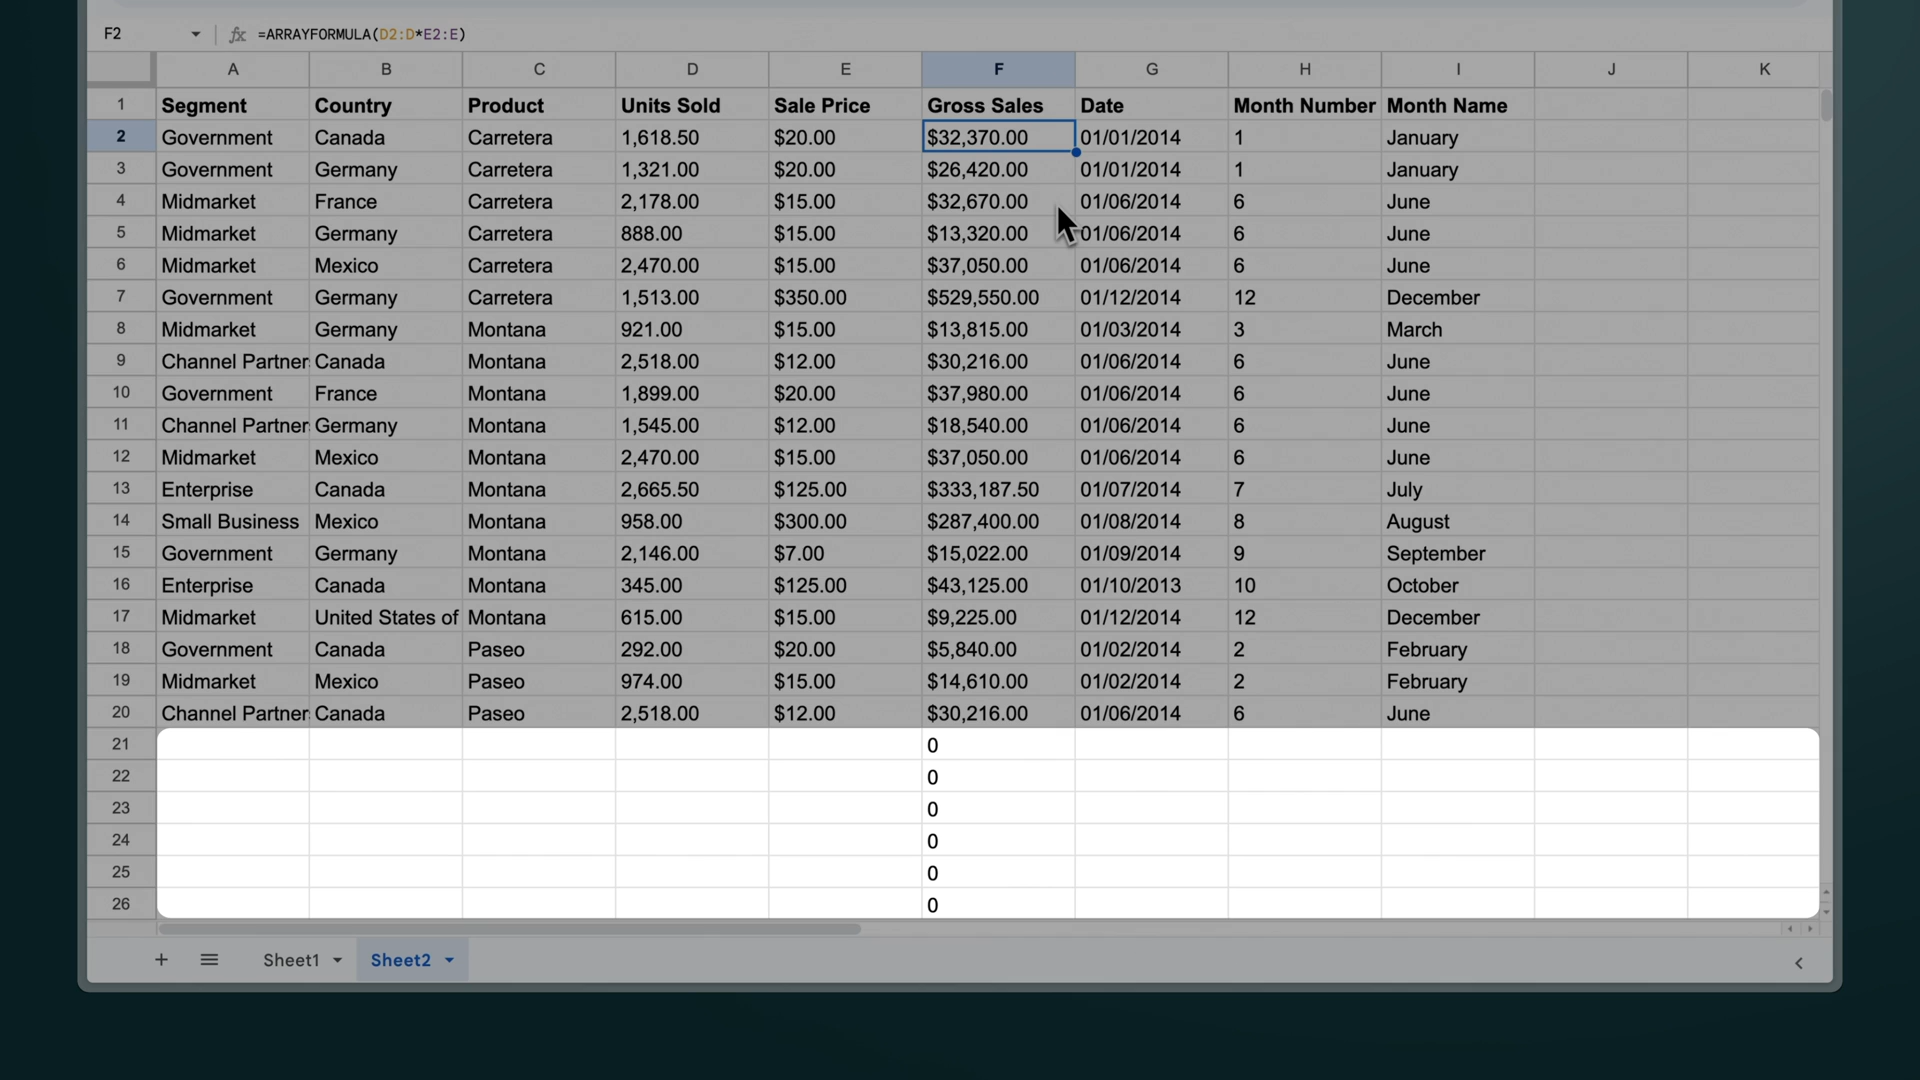 F2 fx =ARRAYFORMULA(D2:D*E2:E)
A B C D E F G H I J K
1 Segment Country Product Units Sold Sale Price Gross Sales Date Month Number Month Name
2 Government Canada Carretera 1,618.50 $20.00 $32,370.00 01/01/2014 1 January
3 Government Germany Carretera 1,321.00 $20.00 $26,420.00 01/01/2014 1 January
4 Midmarket France Carretera 2,178.00 $15.00 $32,670.00 01/06/2014 6 June
5 Midmarket Germany Carretera 888.00 $15.00 $13,320.00 01/06/2014 6 June
6 Midmarket Mexico Carretera 2,470.00 $15.00 $37,050.00 01/06/2014 6 June
7 Government Germany Carretera 1,513.00 $350.00 $529,550.00 01/12/2014 12 December
8 Midmarket Germany Montana 921.00 $15.00 $13,815.00 01/03/2014 3 March
9 Channel Partner Canada Montana 2,518.00 $12.00 $30,216.00 01/06/2014 6 June
10 Government France Montana 1,899.00 $20.00 $37,980.00 01/06/2014 6 June
11 Channel Partner Germany Montana 1,545.00 $12.00 $18,540.00 01/06/2014 6 June
12 Midmarket Mexico Montana 2,470.00 $15.00 $37,050.00 01/06/2014 6 June
13 Enterprise Canada Montana 2,665.50 $125.00 $333,187.50 01/07/2014 7 July
14 Small Business Mexico Montana 958.00 $300.00 $287,400.00 01/08/2014 8 August
15 Government Germany Montana 2,146.00 $7.00 $15,022.00 01/09/2014 9 September
16 Enterprise Canada Montana 345.00 $125.00 $43,125.00 01/10/2013 10 October
17 Midmarket United States of Montana 615.00 $15.00 $9,225.00 01/12/2014 12 December
18 Government Canada Paseo 292.00 $20.00 $5,840.00 01/02/2014 2 February
19 Midmarket Mexico Paseo 974.00 $15.00 $14,610.00 01/02/2014 2 February
20 Channel Partner Canada Paseo 2,518.00 $12.00 $30,216.00 01/06/2014 6 June
21 0
22 0
23 0
24 0
25 0
26 0
+ Sheet1 Sheet2